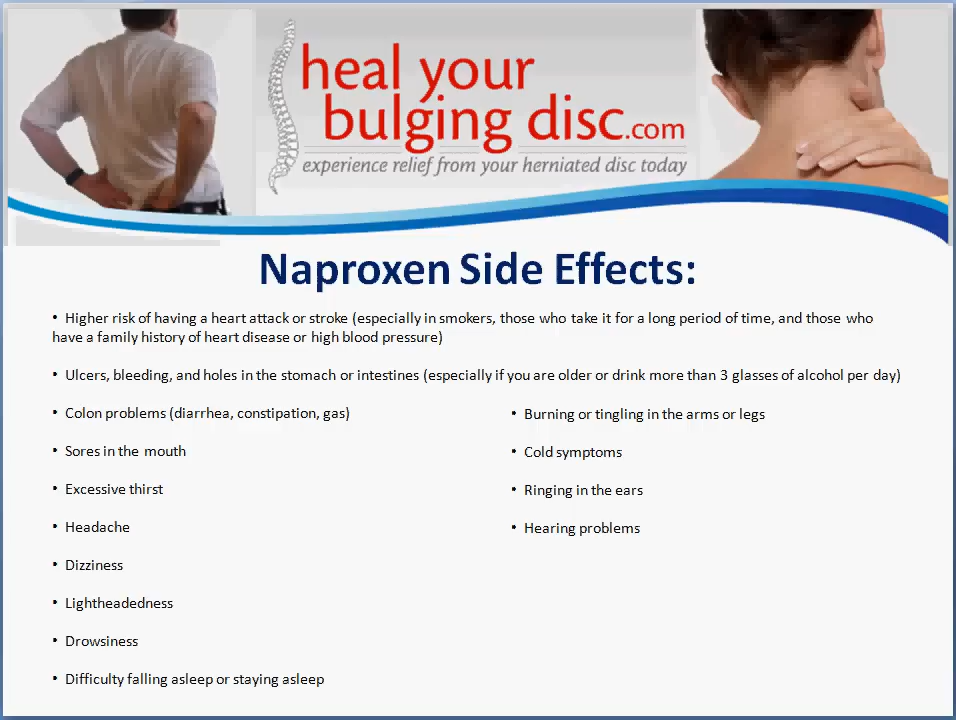 heal your
bulging disc.com
experience relief from your herniated disc today
Naproxen Side Effects:
• Higher risk of having a heart attack or stroke (especially in smokers, those who take it for a long period of time, and those who
have a family history of heart disease or high blood pressure)
• Ulcers, bleeding, and holes in the stomach or intestines (especially if you are older or drink more than 3 glasses of alcohol per day)
• Colon problems (diarrhea, constipation, gas)
• Sores in the mouth
• Excessive thirst
• Headache
• Dizziness
• Lightheadedness
• Drowsiness
• Difficulty falling asleep or staying asleep
• Burning or tingling in the arms or legs
• Cold symptoms
• Ringing in the ears
• Hearing problems